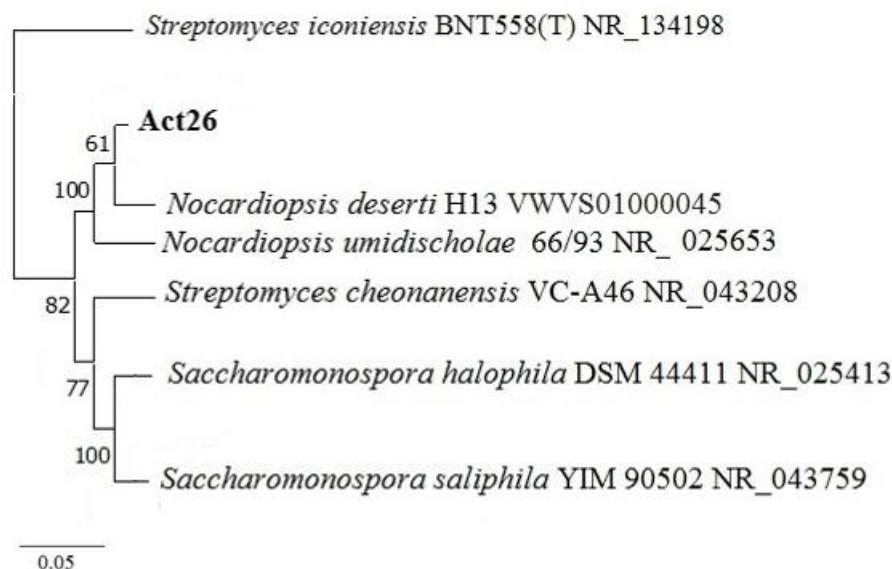 Streptomyces iconiensis BNT558(T) NR_134198
Act26
61
100
Nocardiopsis deserti H13 VWVS01000045
Nocardiopsis umidischolae 66/93 NR_ 025653
82
Streptomyces cheonanensis VC-A46 NR_043208
Saccharomonospora halophila DSM 44411 NR_025413
77
100
Saccharomonospora saliphila YIM 90502 NR_043759
0.05